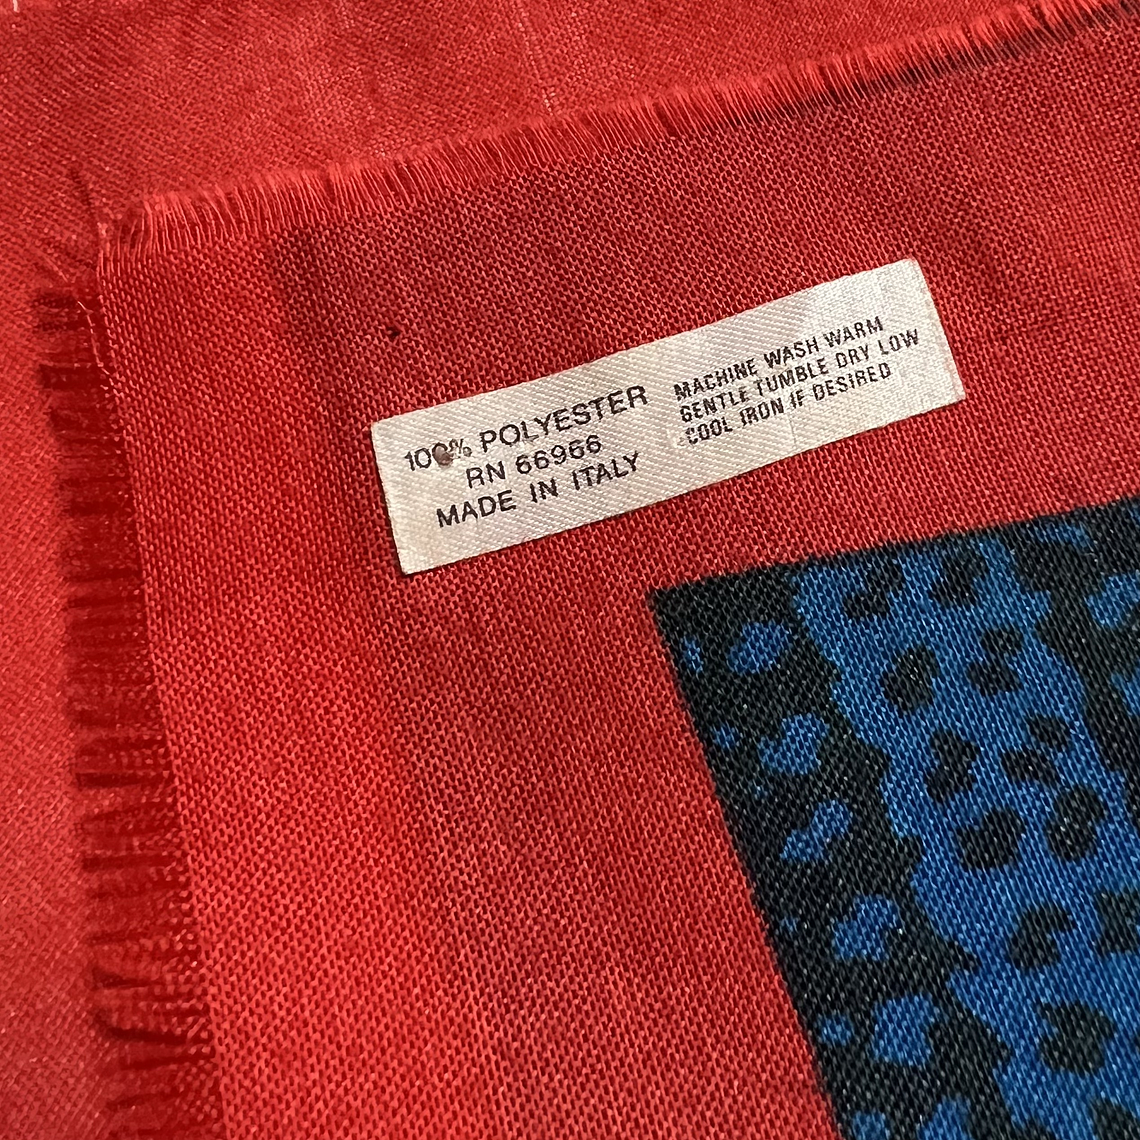 100% POLYESTER
RN 66966
MADE IN ITALY
MACHINE WASH WARM
GENTLE TUMBLE DRY LOW
COOL IRON IF DESIRED